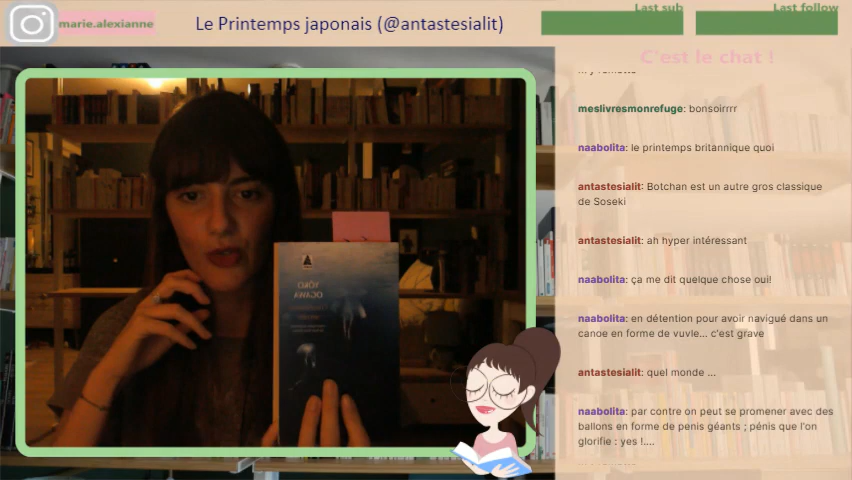 marie.alexianne
Le Printemps japonais (@antastesialit)
Last sub
Last follow
C'est le chat !
meslivresmonrefuge: bonsoirrrr
naabolita: le printemps britannique quoi
antastesialit: Botchan est un autre gros classique
de Soseki
antastesialit: ah hyper intéressant
naabolita: ça me dit quelque chose oui!
naabolita: en détention pour avoir navigué dans un
canoe en forme de vuvle... c'est grave
antastesialit: quel monde ...
naabolita: par contre on peut se promener avec des
ballons en forme de penis géants ; pénis que l'on
glorifie : yes !....
YÔKO
OGAWA